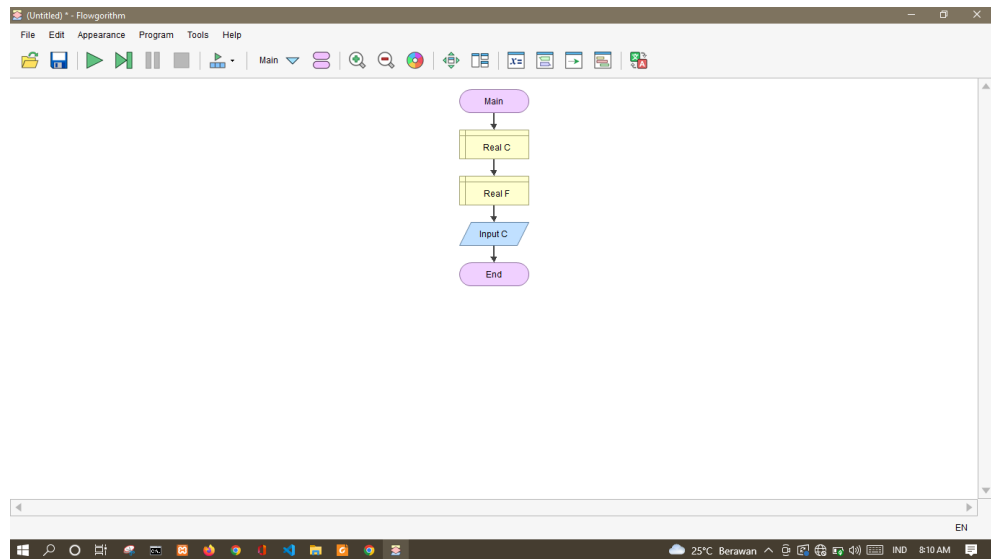 (Untitled) * - Flowgorithm
File Edit Appearance Program Tools Help
Main X=
Main
Real C
Real F
Input C
End
EN
25°C Berawan IND 8:10 AM